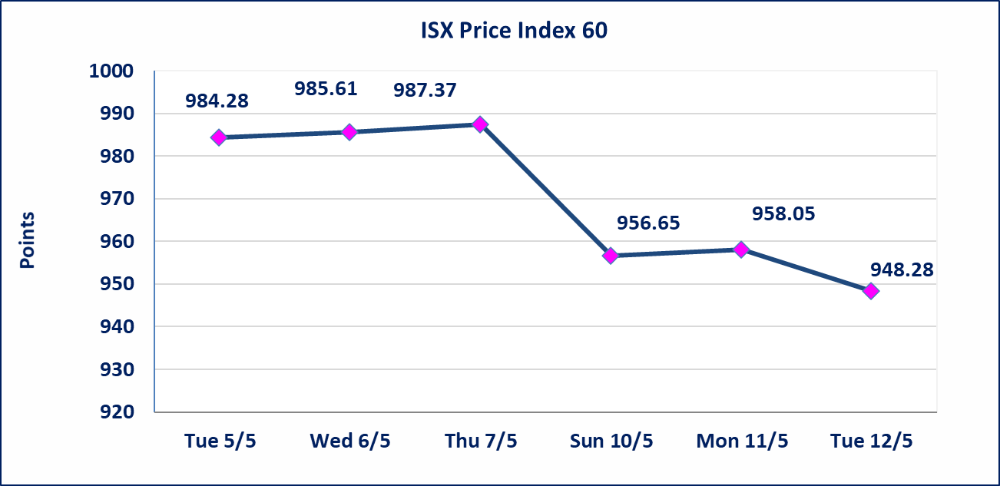 ISX Price Index 60
1000
990
980
970
960
950
940
930
920
Points
984.28
985.61
987.37
956.65
958.05
948.28
Tue 5/5
Wed 6/5
Thu 7/5
Sun 10/5
Mon 11/5
Tue 12/5